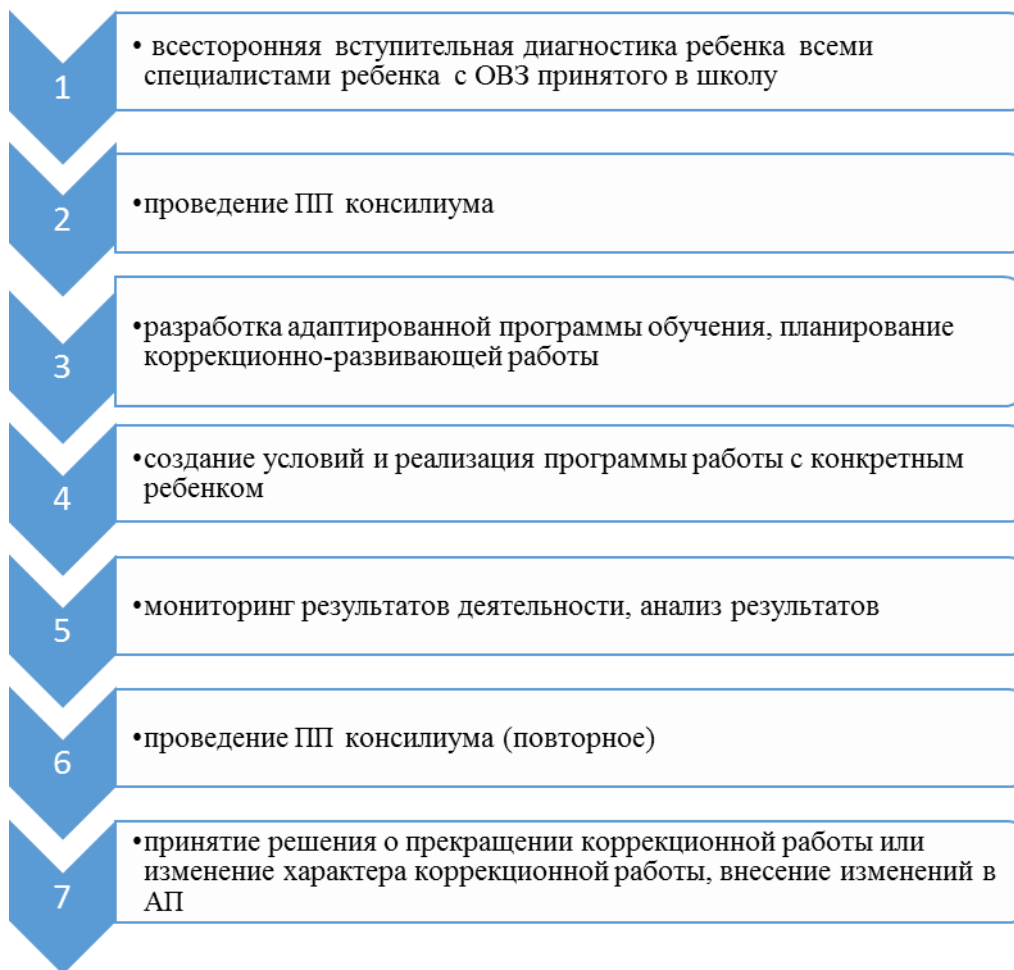 1
• всесторонняя вступительная диагностика ребенка всеми
специалистами ребенка с ОВЗ принятого в школу
2
•проведение ПП консилиума
3
•разработка адаптированной программы обучения, планирование
коррекционно-развивающей работы
4
•создание условий и реализация программы работы с конкретным
ребенком
5
•мониторинг результатов деятельности, анализ результатов
6
•проведение ПП консилиума (повторное)
7
•принятие решения о прекращении коррекционной работы или
изменение характера коррекционной работы, внесение изменений в
АП